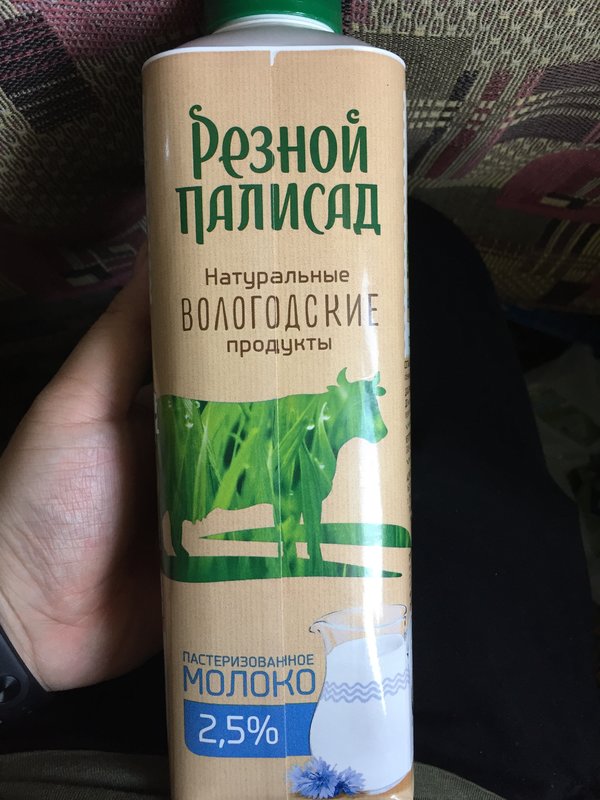 Резной
палисад
Натуральные
ВОЛОГОДСКИЕ
продукты
ПАСТЕРИЗОВАННОЕ
МОЛОКО
2,5%